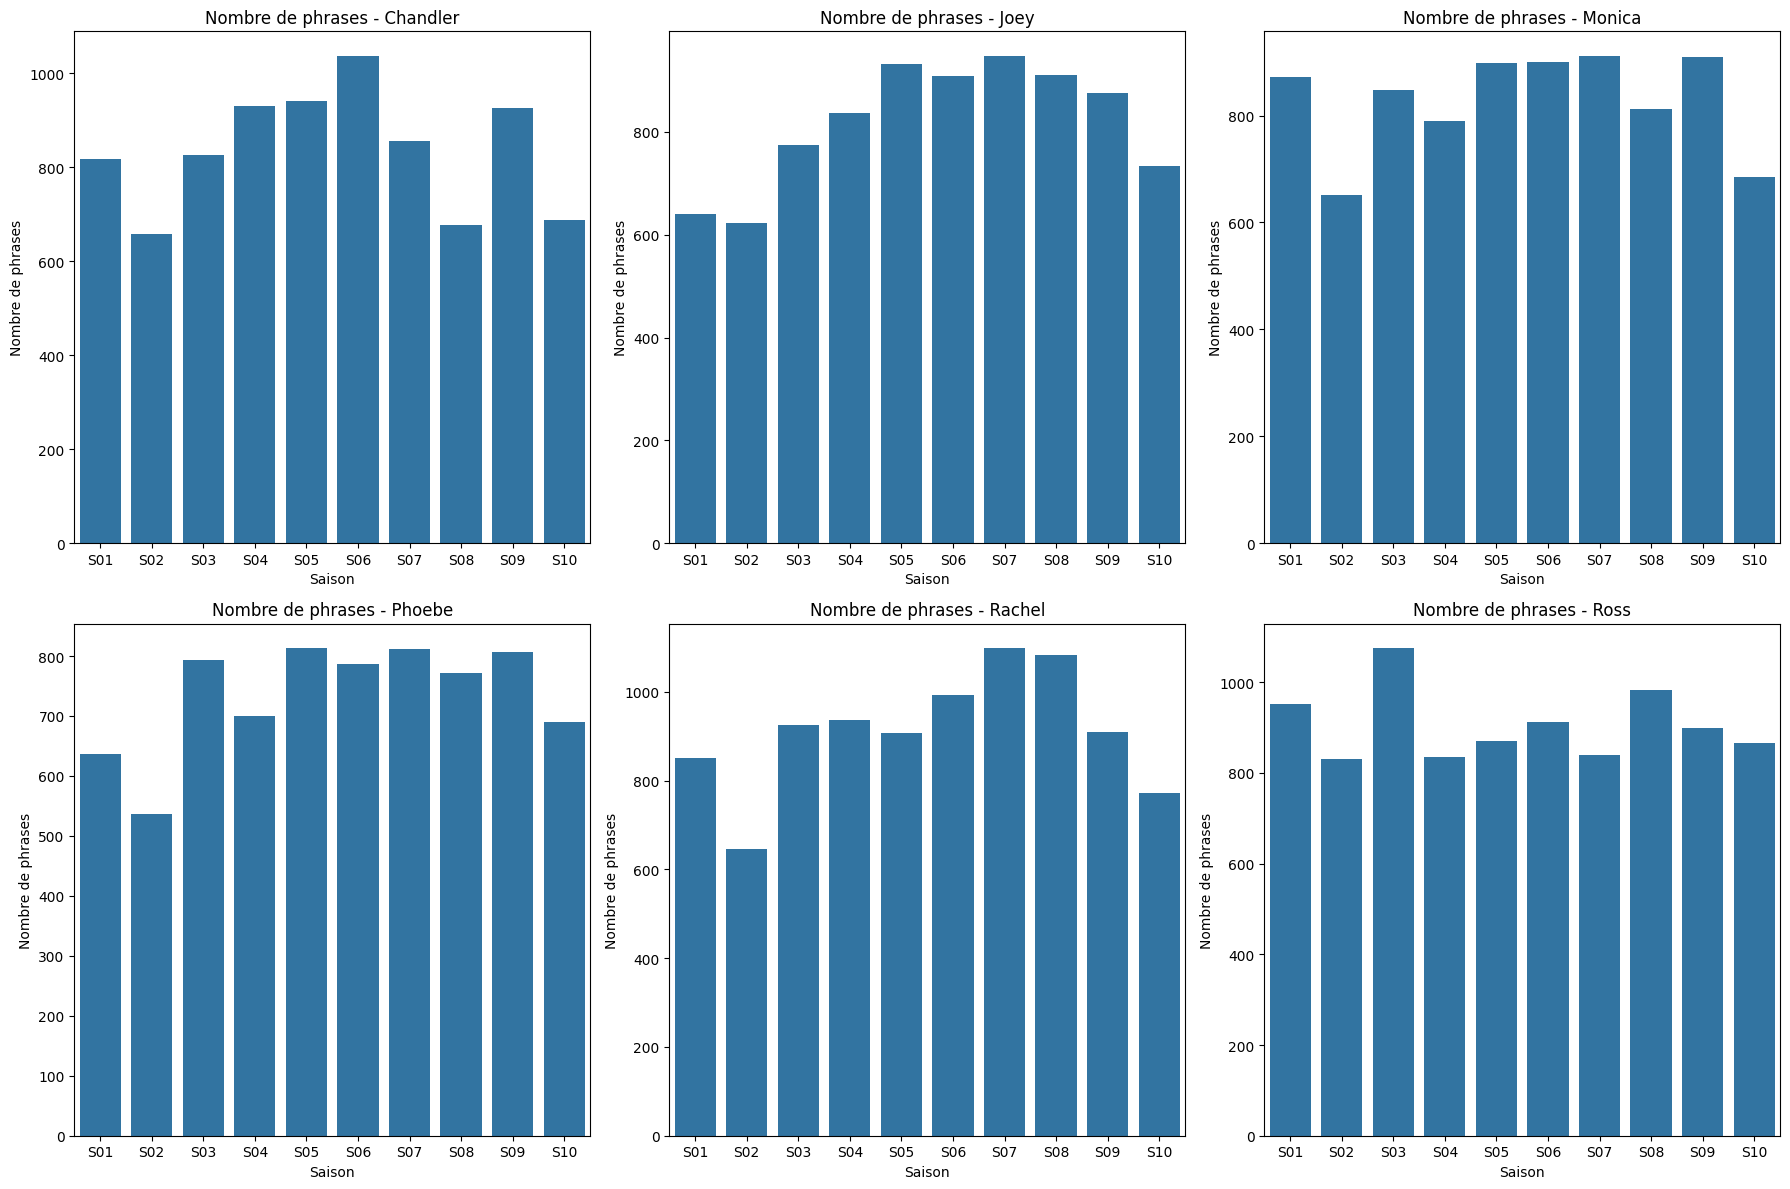 Nombre de phrases - Chandler
Nombre de phrases
1000
800
600
400
200
0
S01 S02 S03 S04 S05 S06 S07 S08 S09 S10
Saison
Nombre de phrases - Joey
Nombre de phrases
800
600
400
200
0
S01 S02 S03 S04 S05 S06 S07 S08 S09 S10
Saison
Nombre de phrases - Monica
Nombre de phrases
800
600
400
200
0
S01 S02 S03 S04 S05 S06 S07 S08 S09 S10
Saison
Nombre de phrases - Phoebe
Nombre de phrases
800
700
600
500
400
300
200
100
0
S01 S02 S03 S04 S05 S06 S07 S08 S09 S10
Saison
Nombre de phrases - Rachel
Nombre de phrases
1000
800
600
400
200
0
S01 S02 S03 S04 S05 S06 S07 S08 S09 S10
Saison
Nombre de phrases - Ross
Nombre de phrases
1000
800
600
400
200
0
S01 S02 S03 S04 S05 S06 S07 S08 S09 S10
Saison